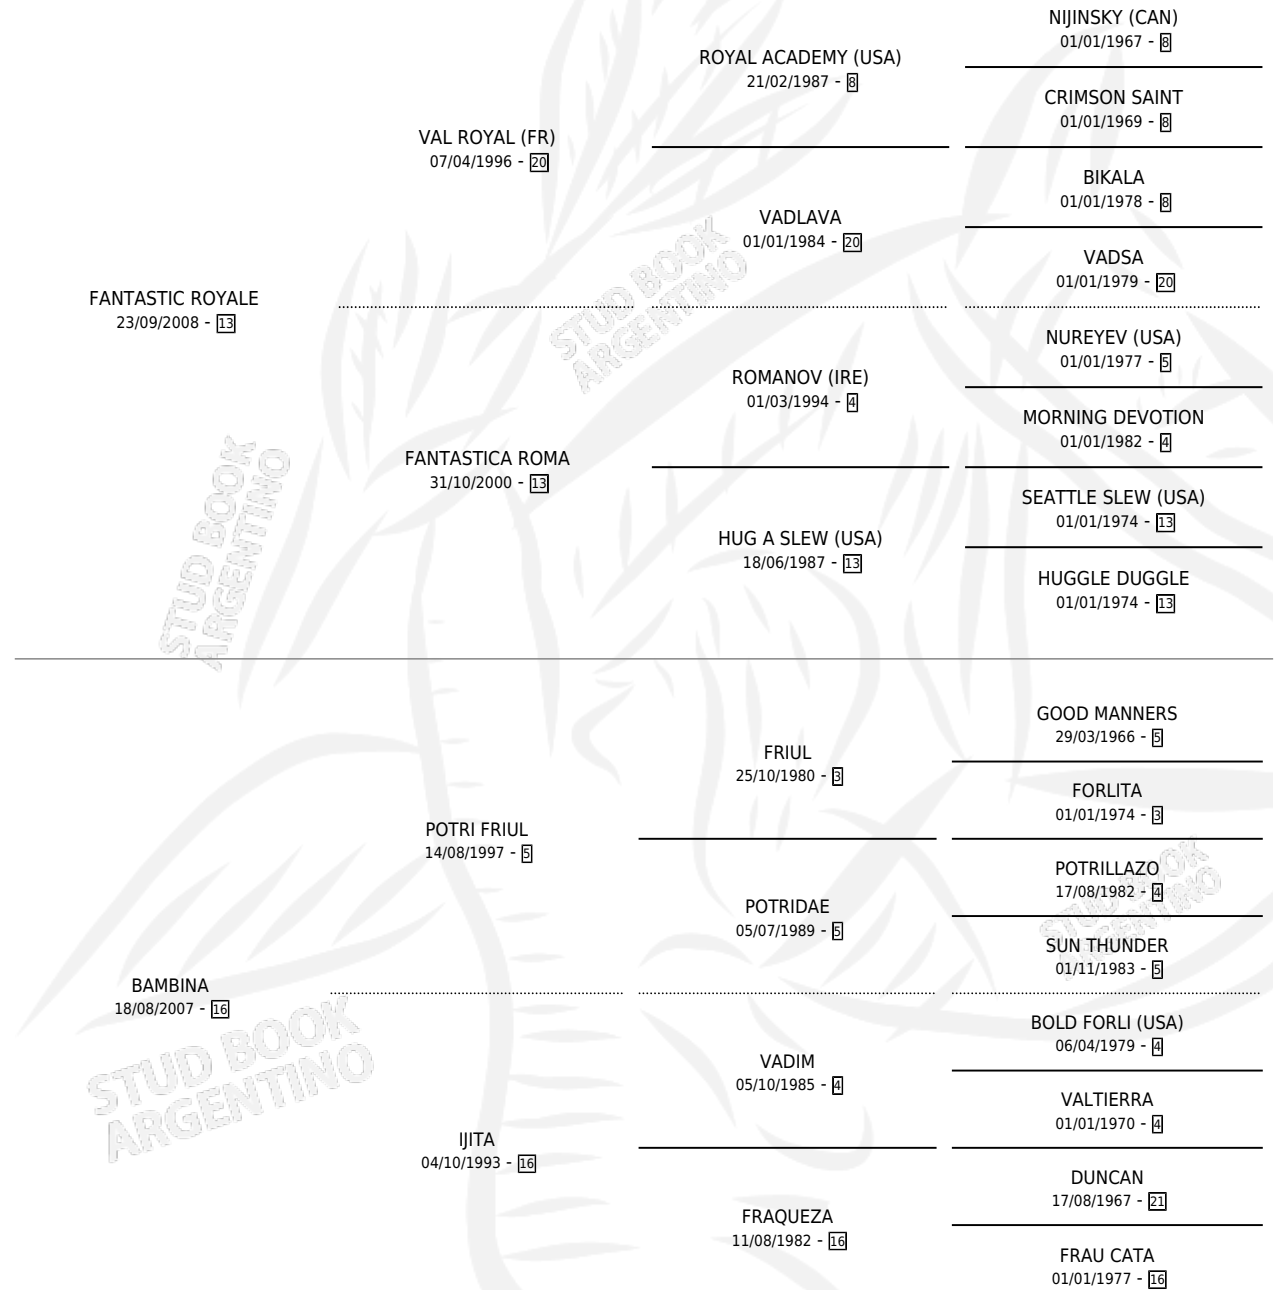 NIJINSKY (CAN)
01/01/1967 - 8
ROYAL ACADEMY (USA)
21/02/1987 - 8
CRIMSON SAINT
01/01/1969 - 8
VAL ROYAL (FR)
07/04/1996 - 20
BIKALA
01/01/1978 - 8
VADLAVA
01/01/1984 - 20
VADSA
01/01/1979 - 20
FANTASTIC ROYALE
23/09/2008 - 13
STUD BOOK
ARGENTINO
NUREYEV (USA)
01/01/1977 - 5
ROMANOV (IRE)
01/03/1994 - 4
MORNING DEVOTION
01/01/1982 - 4
FANTASTICA ROMA
31/10/2000 - 13
SEATTLE SLEW (USA)
01/01/1974 - 13
HUG A SLEW (USA)
18/06/1987 - 13
HUGGLE DUGGLE
01/01/1974 - 13
STUD BOOK
ARGENTINO
GOOD MANNERS
29/03/1966 - 5
FRIUL
25/10/1980 - 3
FORLITA
01/01/1974 - 3
POTRI FRIUL
14/08/1997 - 5
POTRILLAZO
17/08/1982 - 4
POTRIDAE
05/07/1989 - 5
SUN THUNDER
01/11/1983 - 5
STUD BOOK
ARGENTINO
BAMBINA
18/08/2007 - 16
BOLD FORLI (USA)
06/04/1979 - 4
VADIM
05/10/1985 - 4
VALTIERRA
01/01/1970 - 4
STUD BOOK
ARGENTINO
IJITA
04/10/1993 - 16
DUNCAN
17/08/1967 - 21
FRAQUEZA
11/08/1982 - 16
FRAU CATA
01/01/1977 - 16